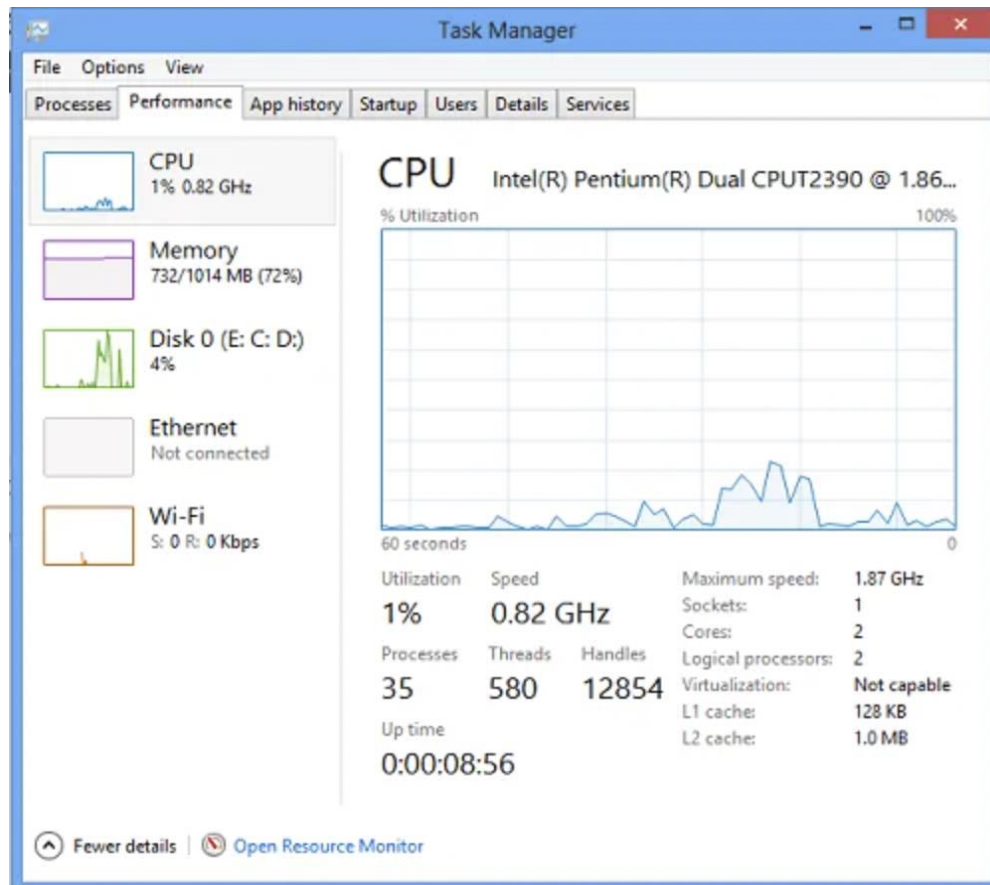 Task Manager
File Options View
Processes Performance App history Startup Users Details Services
CPU
1% 0.82 GHz
Memory
732/1014 MB (72%)
Disk 0 (E: C: D:)
4%
Ethernet
Not connected
Wi-Fi
S: 0 R: 0 Kbps
CPU Intel(R) Pentium(R) Dual CPUT2390 @ 1.86...
% Utilization 100%
60 seconds 0
Utilization Speed
1% 0.82 GHz
Processes Threads Handles
35 580 12854
Up time
0:00:08:56
Maximum speed: 1.87 GHz
Sockets: 1
Cores: 2
Logical processors: 2
Virtualization: Not capable
L1 cache: 128 KB
L2 cache: 1.0 MB
Fewer details Open Resource Monitor